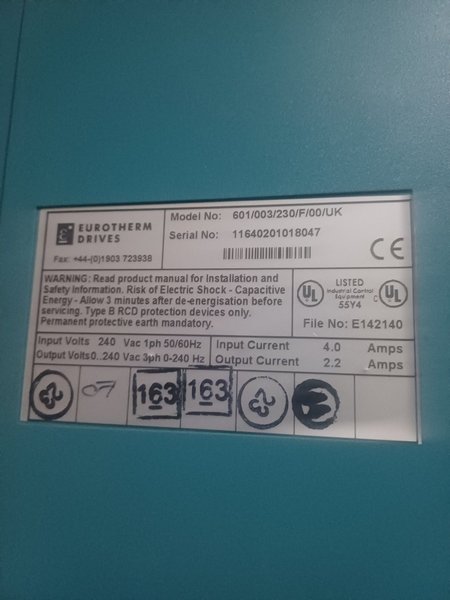 EUROTHERM
DRIVES
Fax: +44-(0)1903 723938
Model No: 601/003/230/F/00/UK
Serial No: 11640201018047
CE
WARNING: Read product manual for Installation and
Safety Information. Risk of Electric Shock - Capacitive
Energy - Allow 3 minutes after de-energisation before
servicing. Type B RCD protection devices only.
Permanent protective earth mandatory.
UL LISTED C UL
Industrial Control
Equipment
55Y4
File No: E142140
Input Volts 240 Vac 1ph 50/60Hz
Input Current 4.0 Amps
Output Volts0..240 Vac 3ph 0-240 Hz
Output Current 2.2 Amps
163 163